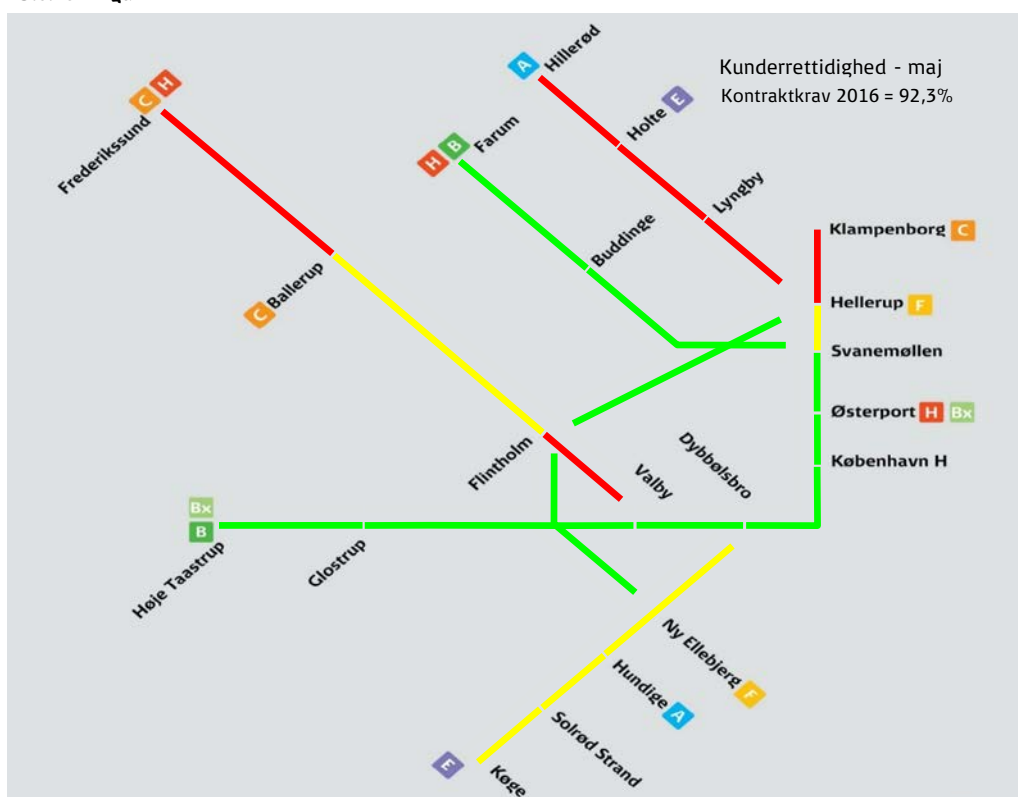 A Hillerød
Kunderrettidighed - maj
Kontraktkrav 2016 = 92,3%
C H
Frederikssund
Holte E
H B Farum
Lyngby
Buddinge
Klampenborg C
C Ballerup
Hellerup F
Svanemøllen
Østerport H Bx
Flintholm
Valby
Dybbølsbro
København H
Bx
B
Høje Taastrup
Glostrup
Ny Ellebjerg F
Hundige A
Solrød Strand
E Køge